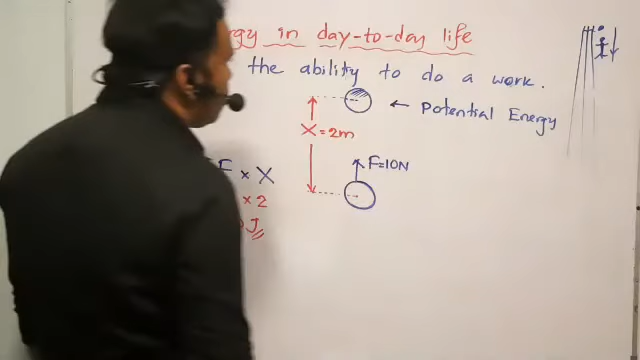 in day-to-day life
the ability to do a work.
← Potential Energy
X = 2m
F × X
F=10N
× 2
J